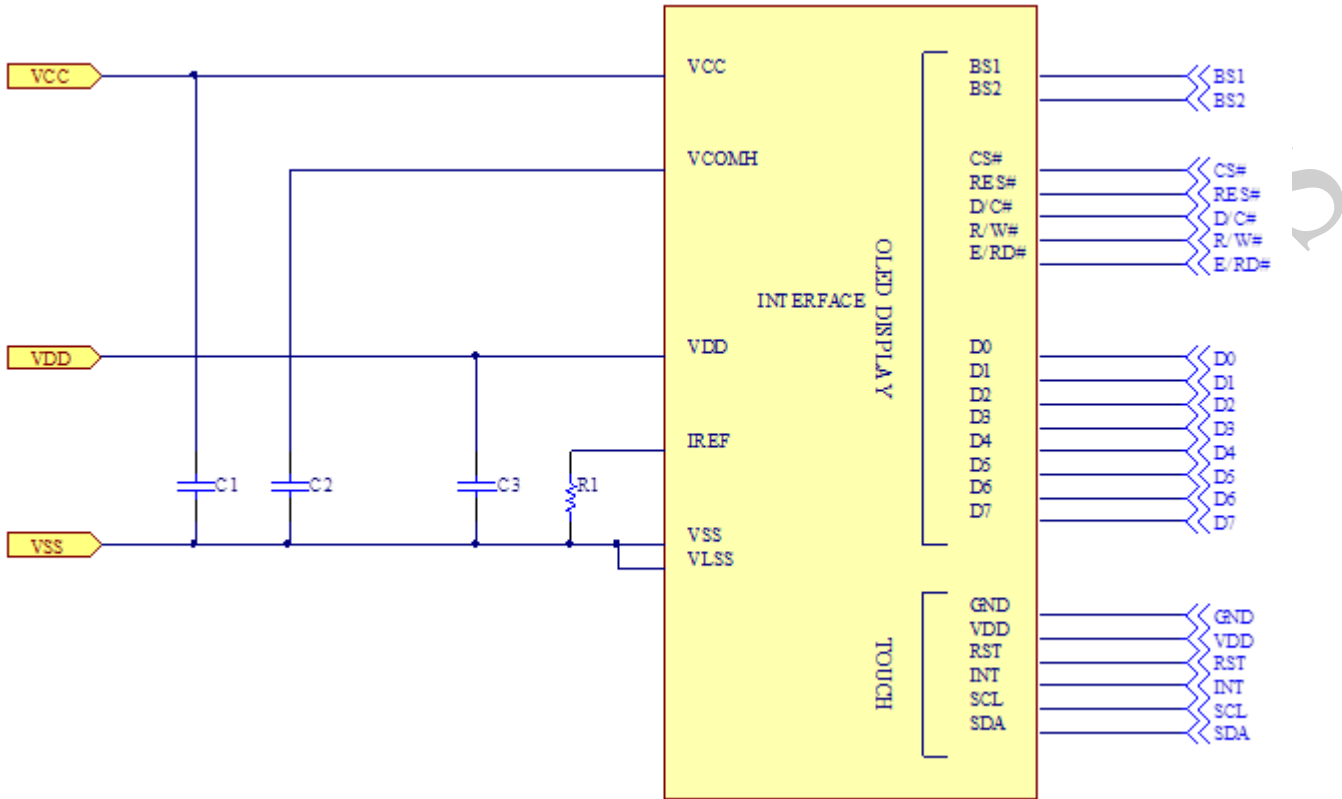 VCC
VDD
VSS
C1
C2
C3
R1
VCC
VCOMH
VDD
IREF
VSS
VLSS
INTERFACE
OLED DISPLAY
TOUCH
BS1
BS2
CS#
RES#
D/C#
R/W#
E/RD#
D0
D1
D2
D3
D4
D5
D6
D7
GND
VDD
RST
INT
SCL
SDA
BS1
BS2
CS#
RES#
D/C#
R/W#
E/RD#
D0
D1
D2
D3
D4
D5
D6
D7
GND
VDD
RST
INT
SCL
SDA